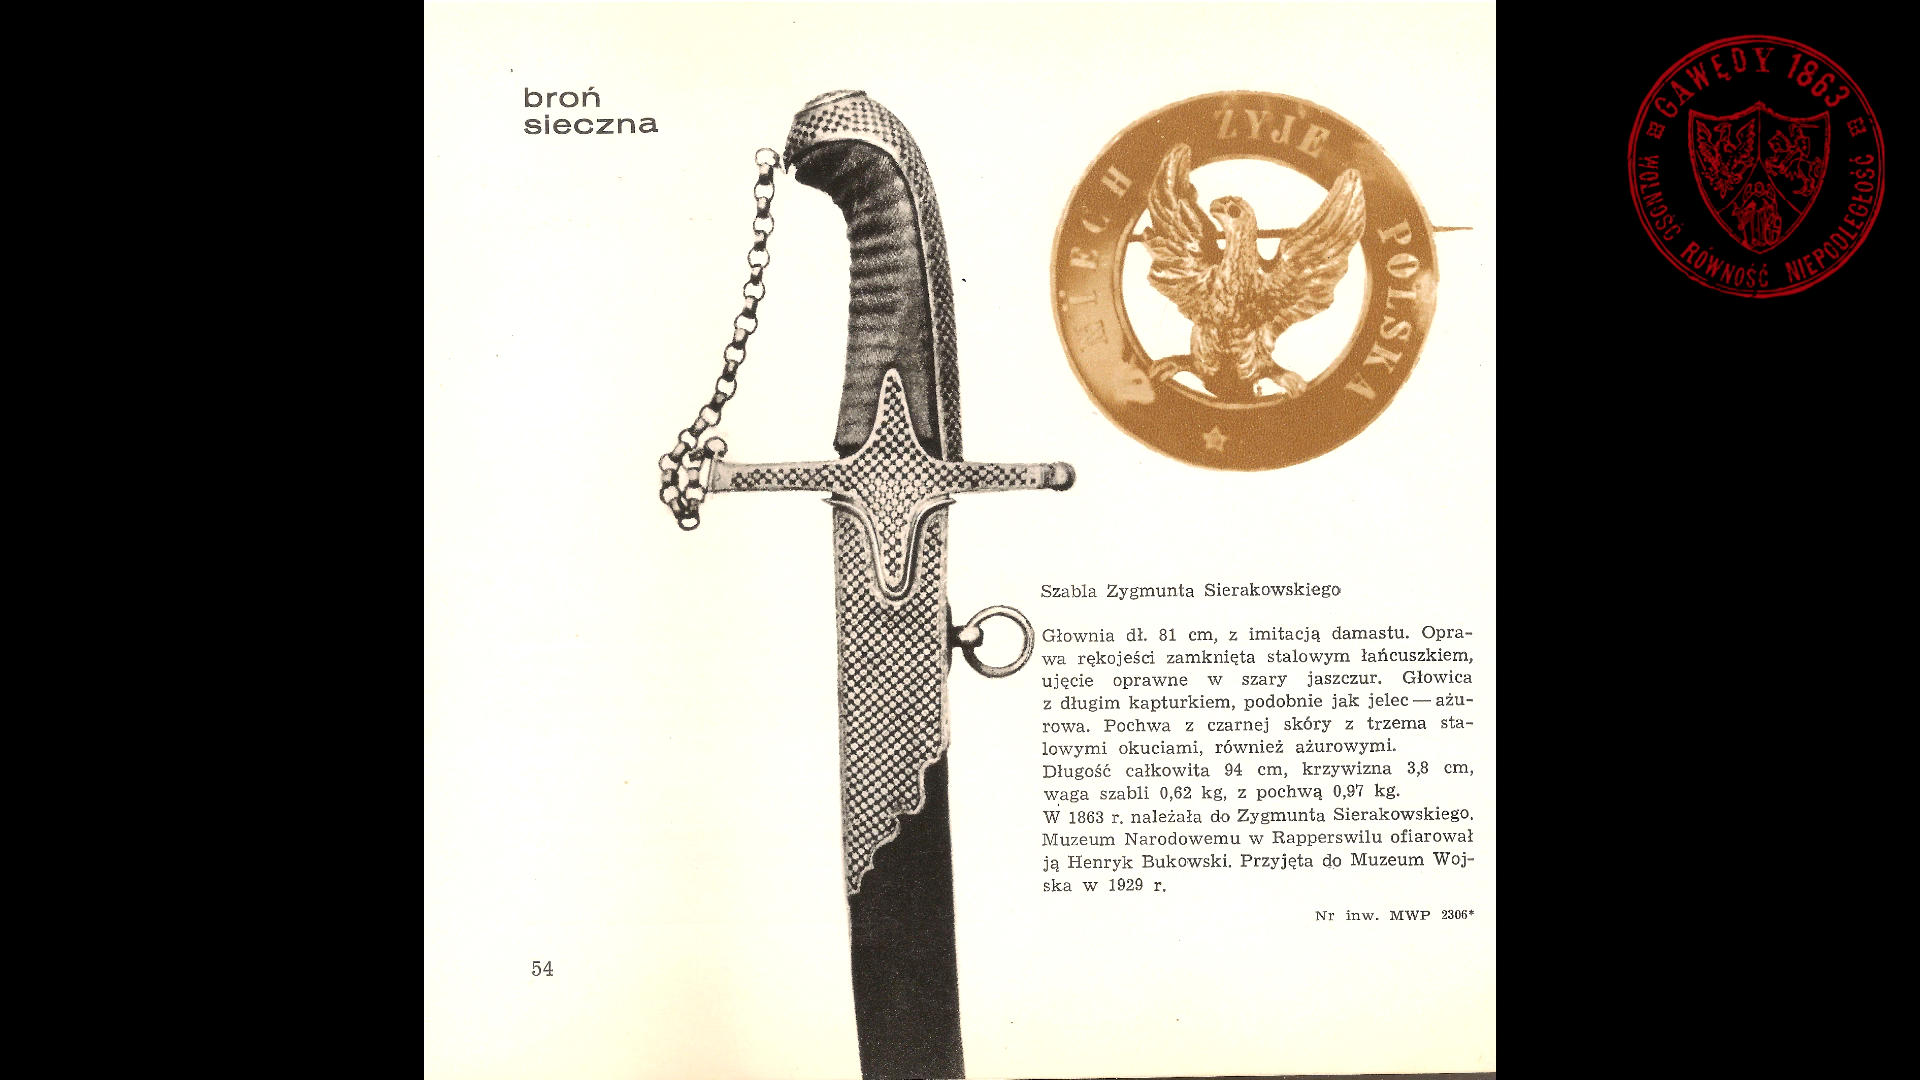 broń
sieczna
NIECH ŻYJE POLSKA
GAWĘDY 1863
WOLNOŚĆ RÓWNOŚĆ NIEPODLEGŁOŚĆ
Szabla Zygmunta Sierakowskiego
Głownia dł. 81 cm, z imitacją damastu. Opra-
wa rękojeści zamknięta stalowym łańcuszkiem,
ujęcie oprawne w szary jaszczur. Głowica
z długim kapturkiem, podobnie jak jelec — ażu-
rowa. Pochwa z czarnej skóry z trzema sta-
lowymi okuciami, również ażurowymi.
Długość całkowita 94 cm, krzywizna 3,8 cm,
waga szabli 0,62 kg, z pochwą 0,97 kg.
W 1863 r. należała do Zygmunta Sierakowskiego.
Muzeum Narodowemu w Rapperswilu ofiarował
ją Henryk Bukowski. Przyjęta do Muzeum Woj-
ska w 1929 r.
Nr inw. MWP 2306*
54